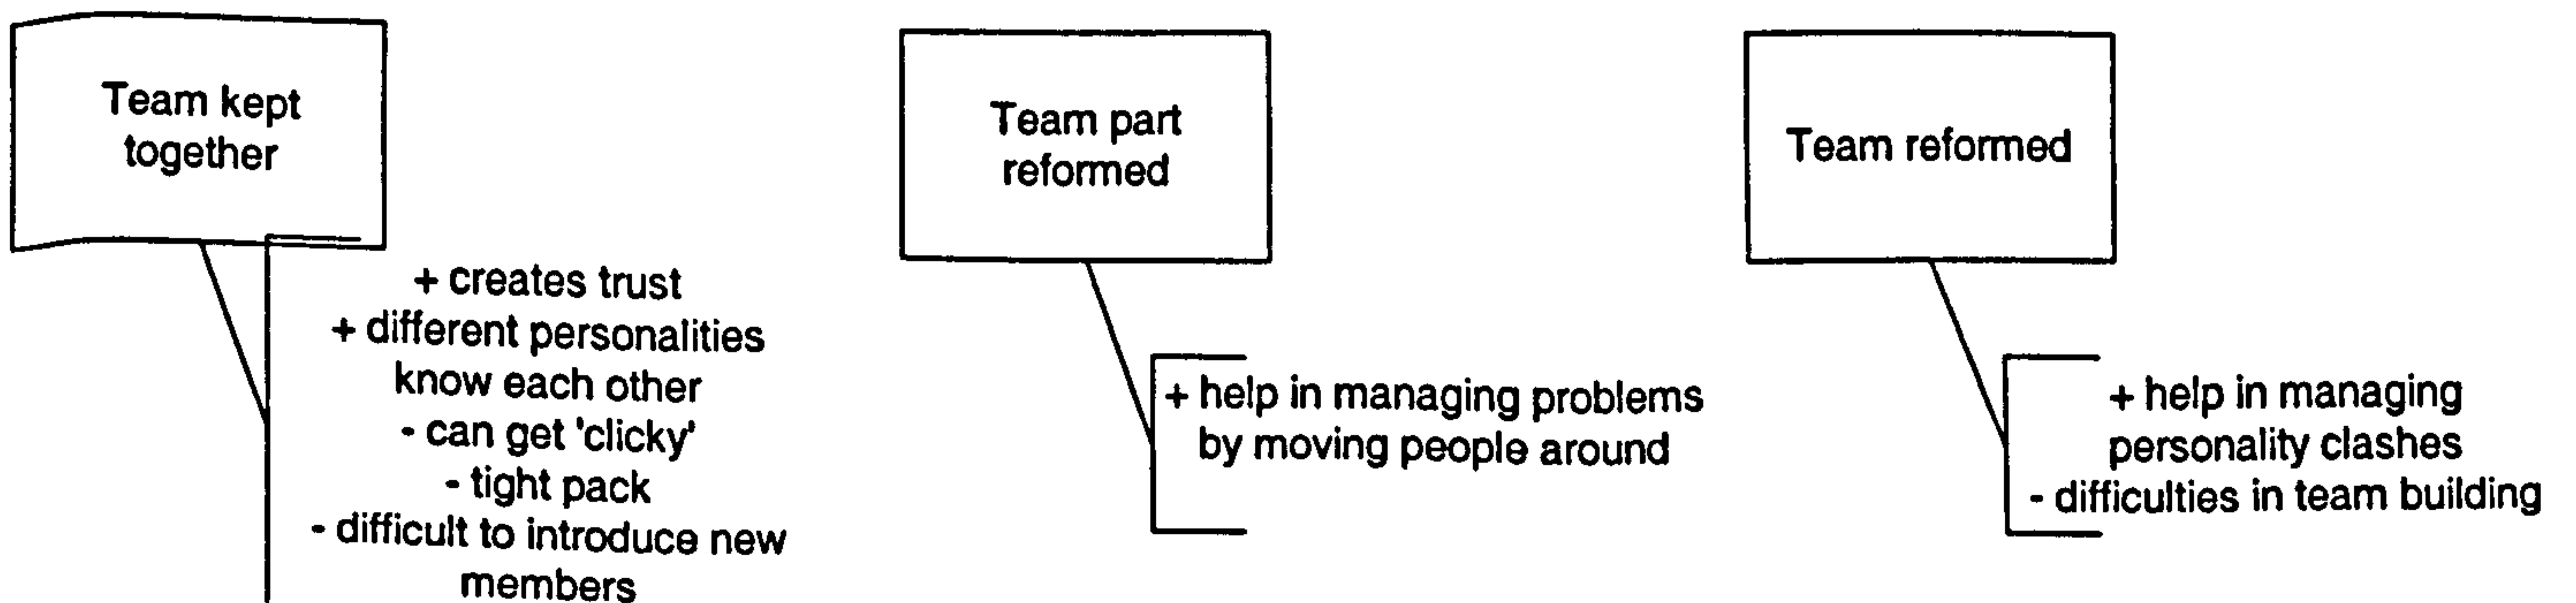 Team kept
together
+ creates trust
+ different personalities
know each other
- can get 'clicky'
- tight pack
- difficult to introduce new
members
Team part
reformed
+ help in managing problems
by moving people around
Team reformed
+ help in managing
personality clashes
- difficulties in team building